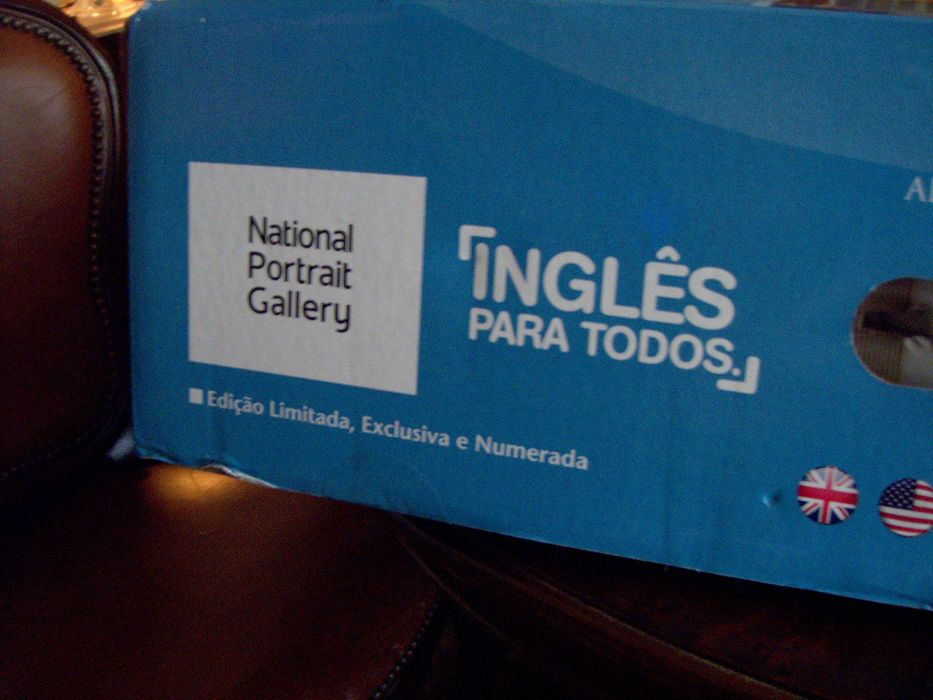 National
Portrait
Gallery
INGLÊS
PARA TODOS.
Edição Limitada, Exclusiva e Numerada